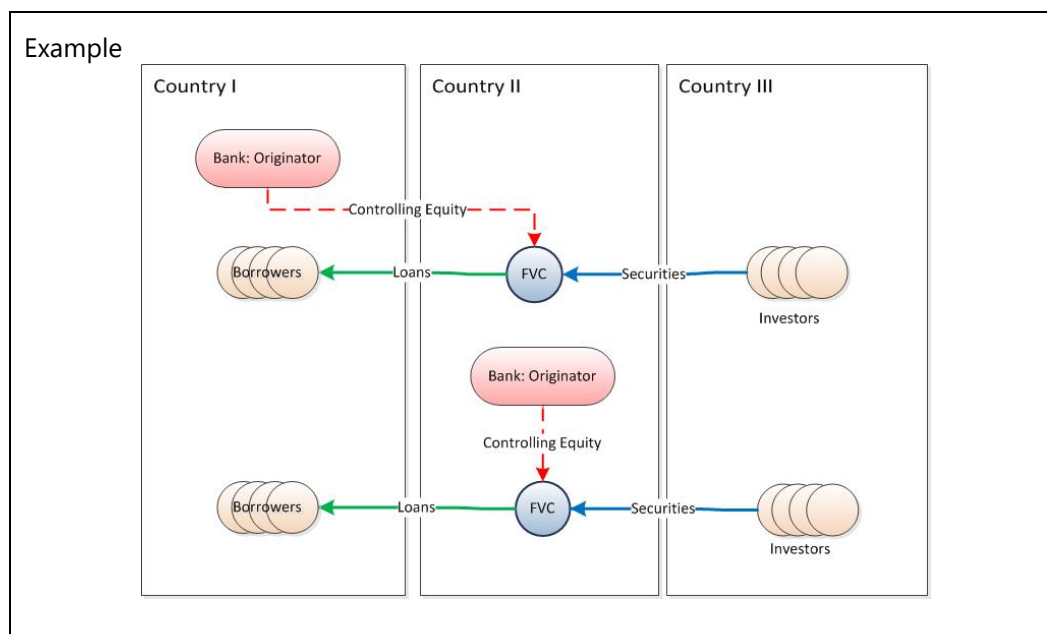 Example
Country I
Country II
Country III
Bank: Originator
Controlling Equity
Borrowers
Loans
FVC
Securities
Investors
Bank: Originator
Controlling Equity
Borrowers
Loans
FVC
Securities
Investors